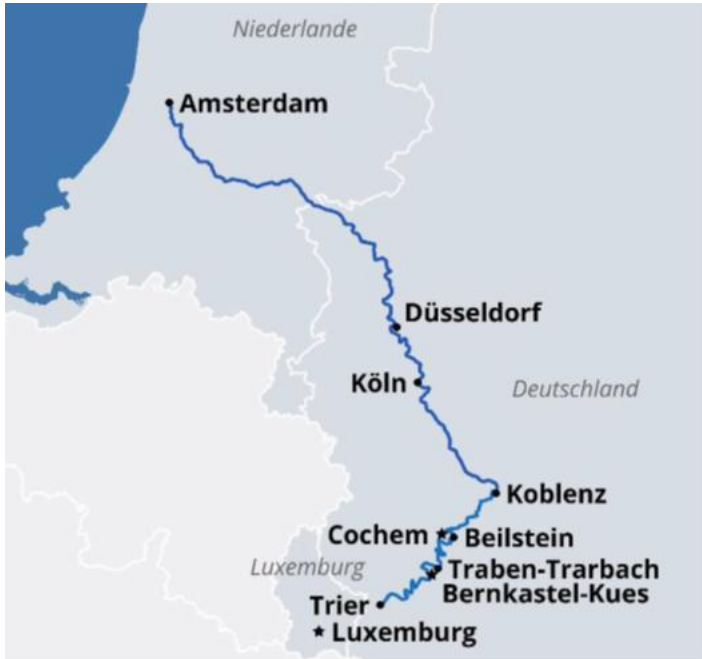 Niederlande
Amsterdam
Düsseldorf
Köln
Deutschland
Koblenz
Cochem
Beilstein
Luxemburg
Traben-Trarbach
Bernkastel-Kues
Trier
Luxemburg